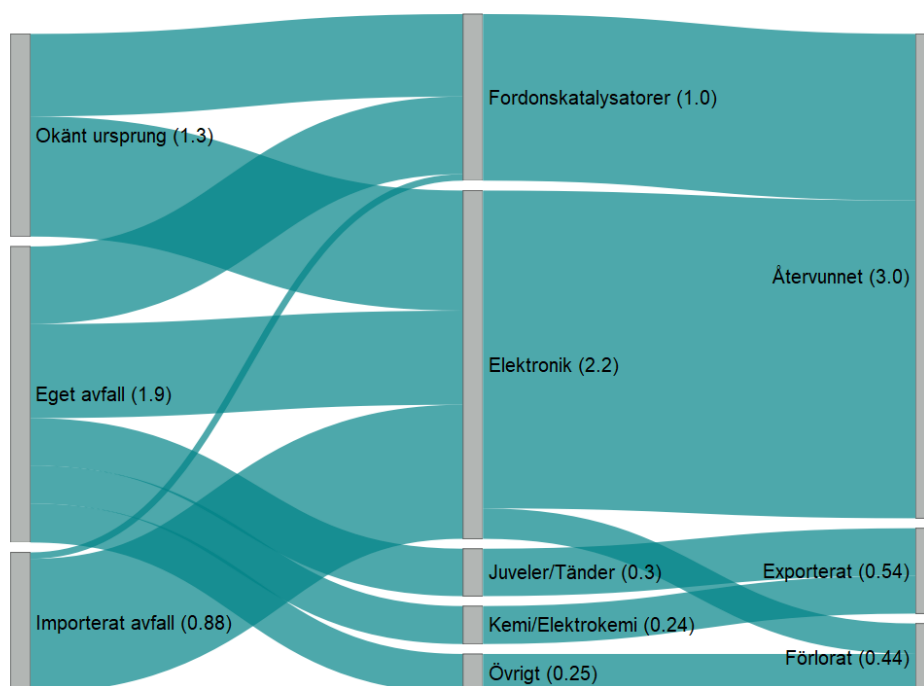 Okänt ursprung (1.3)
Eget avfall (1.9)
Importerat avfall (0.88)
Fordonskatalysatorer (1.0)
Elektronik (2.2)
Juveler/Tänder (0.3)
Kemi/Elektrokemi (0.24)
Övrigt (0.25)
Återvunnet (3.0)
Exporterat (0.54)
Förlorat (0.44)